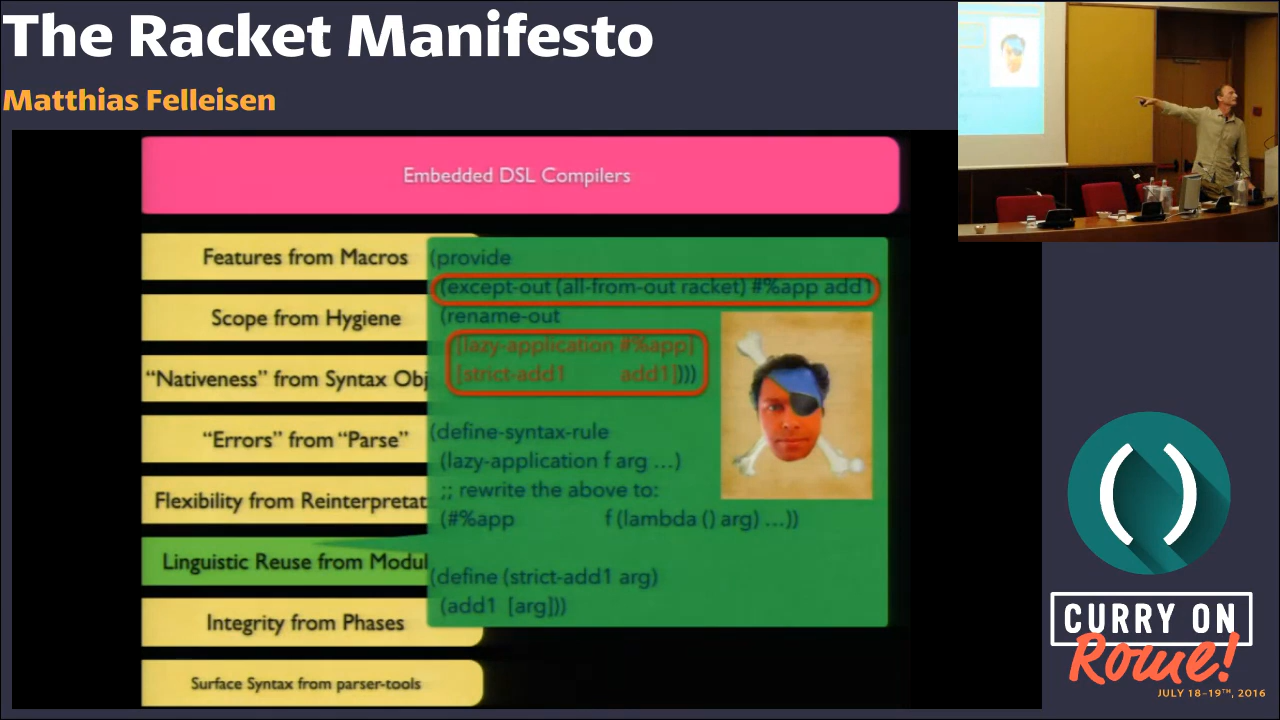 The Racket Manifesto
Matthias Felleisen
Embedded DSL Compilers
Features from Macros
Scope from Hygiene
“Nativeness” from Syntax Obj
“Errors” from “Parse”
Flexibility from Reinterpretat
Linguistic Reuse from Modul
Integrity from Phases
Surface Syntax from parser-tools
(provide
(except-out (all-from-out racket) #%app add1
(rename-out
[lazy-application #%app]
[strict-add1 add1])))
(define-syntax-rule
(lazy-application f arg …)
;; rewrite the above to:
(#%app f (lambda () arg) …))
(define (strict-add1 arg)
(add1 [arg]))
( )
CURRY ON
Rome!
JULY 18-19TH, 2016